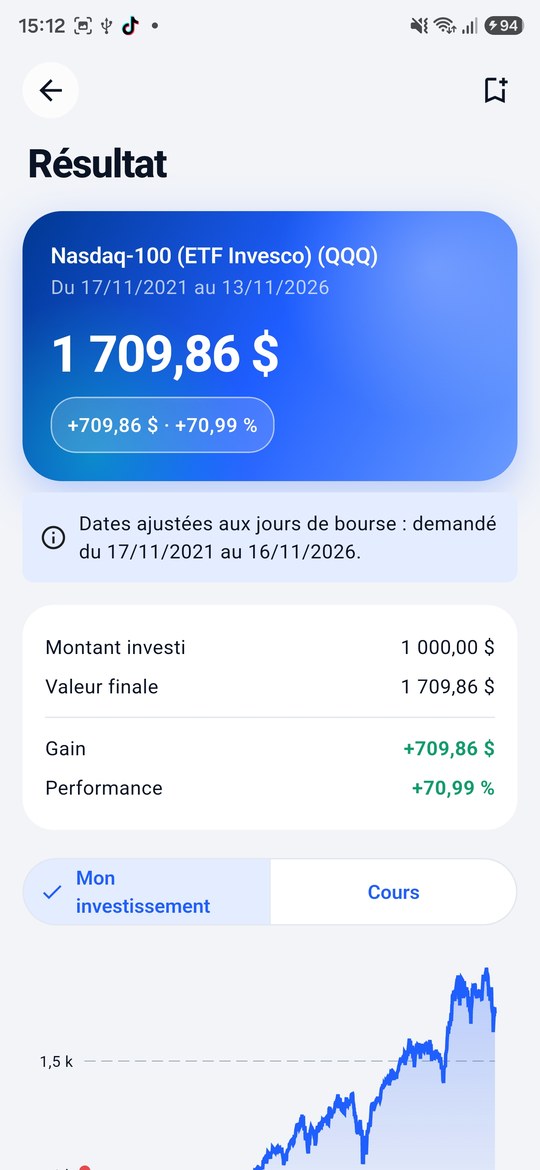 15:12
94
Résultat
Nasdaq-100 (ETF Invesco) (QQQ)
Du 17/11/2021 au 13/11/2026
1 709,86 $
+709,86 $ · +70,99 %
Dates ajustées aux jours de bourse : demandé
du 17/11/2021 au 16/11/2026.
Montant investi 1 000,00 $
Valeur finale 1 709,86 $
Gain +709,86 $
Performance +70,99 %
Mon
investissement
Cours
1,5 k